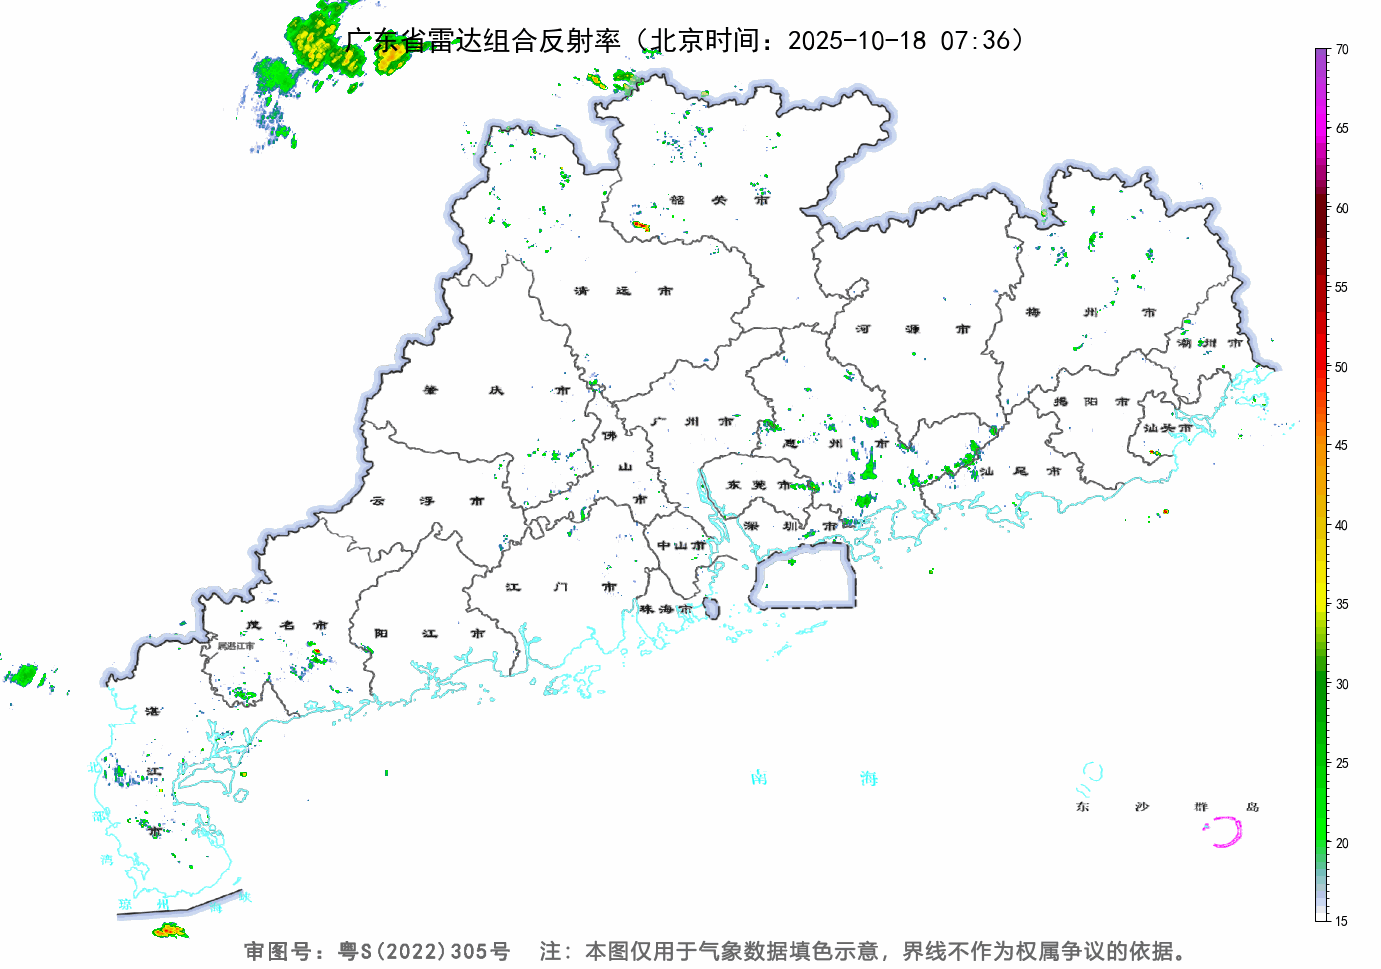 广东省雷达组合反射率（北京时间：2025-10-18 07:36）
70
65
60
55
50
45
40
35
30
25
20
15
韶关市
清远市
河源市
梅州市
潮州市
肇庆市
揭阳市
汕头市
广州市
佛山市
惠州市
汕尾市
东莞市
云浮市
深圳市
中山市
江门市
珠海市
茂名市
阳江市
属湛江市
湛江市
北部湾
琼州海峡
南海
东沙群岛
审图号：粤S(2022)305号 注：本图仅用于气象数据填色示意，界线不作为权属争议的依据。